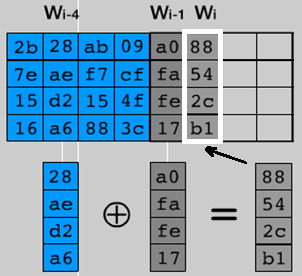 Wi-4 Wi-1 Wi
2b 28 ab 09 a0 88
7e ae f7 cf fa 54
15 d2 15 4f fe 2c
16 a6 88 3c 17 b1
28 a0 88
ae fa 54
d2 ⊕ fe = 2c
a6 17 b1